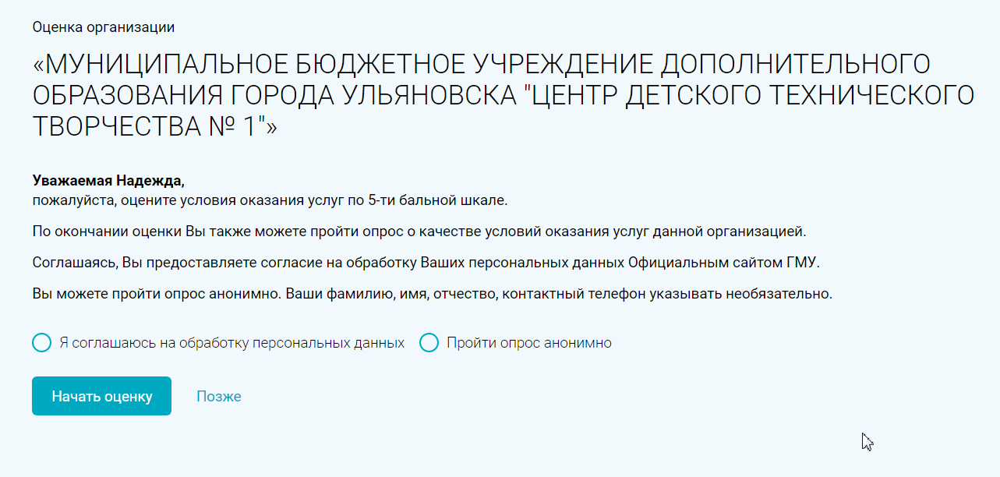 Оценка организации
«МУНИЦИПАЛЬНОЕ БЮДЖЕТНОЕ УЧРЕЖДЕНИЕ ДОПОЛНИТЕЛЬНОГО
ОБРАЗОВАНИЯ ГОРОДА УЛЬЯНОВСКА "ЦЕНТР ДЕТСКОГО ТЕХНИЧЕСКОГО
ТВОРЧЕСТВА № 1"»
Уважаемая Надежда,
пожалуйста, оцените условия оказания услуг по 5-ти бальной шкале.
По окончании оценки Вы также можете пройти опрос о качестве условий оказания услуг данной организацией.
Соглашаясь, Вы предоставляете согласие на обработку Ваших персональных данных Официальным сайтом ГМУ.
Вы можете пройти опрос анонимно. Ваши фамилию, имя, отчество, контактный телефон указывать необязательно.
Я соглашаюсь на обработку персональных данных Пройти опрос анонимно
Начать оценку Позже